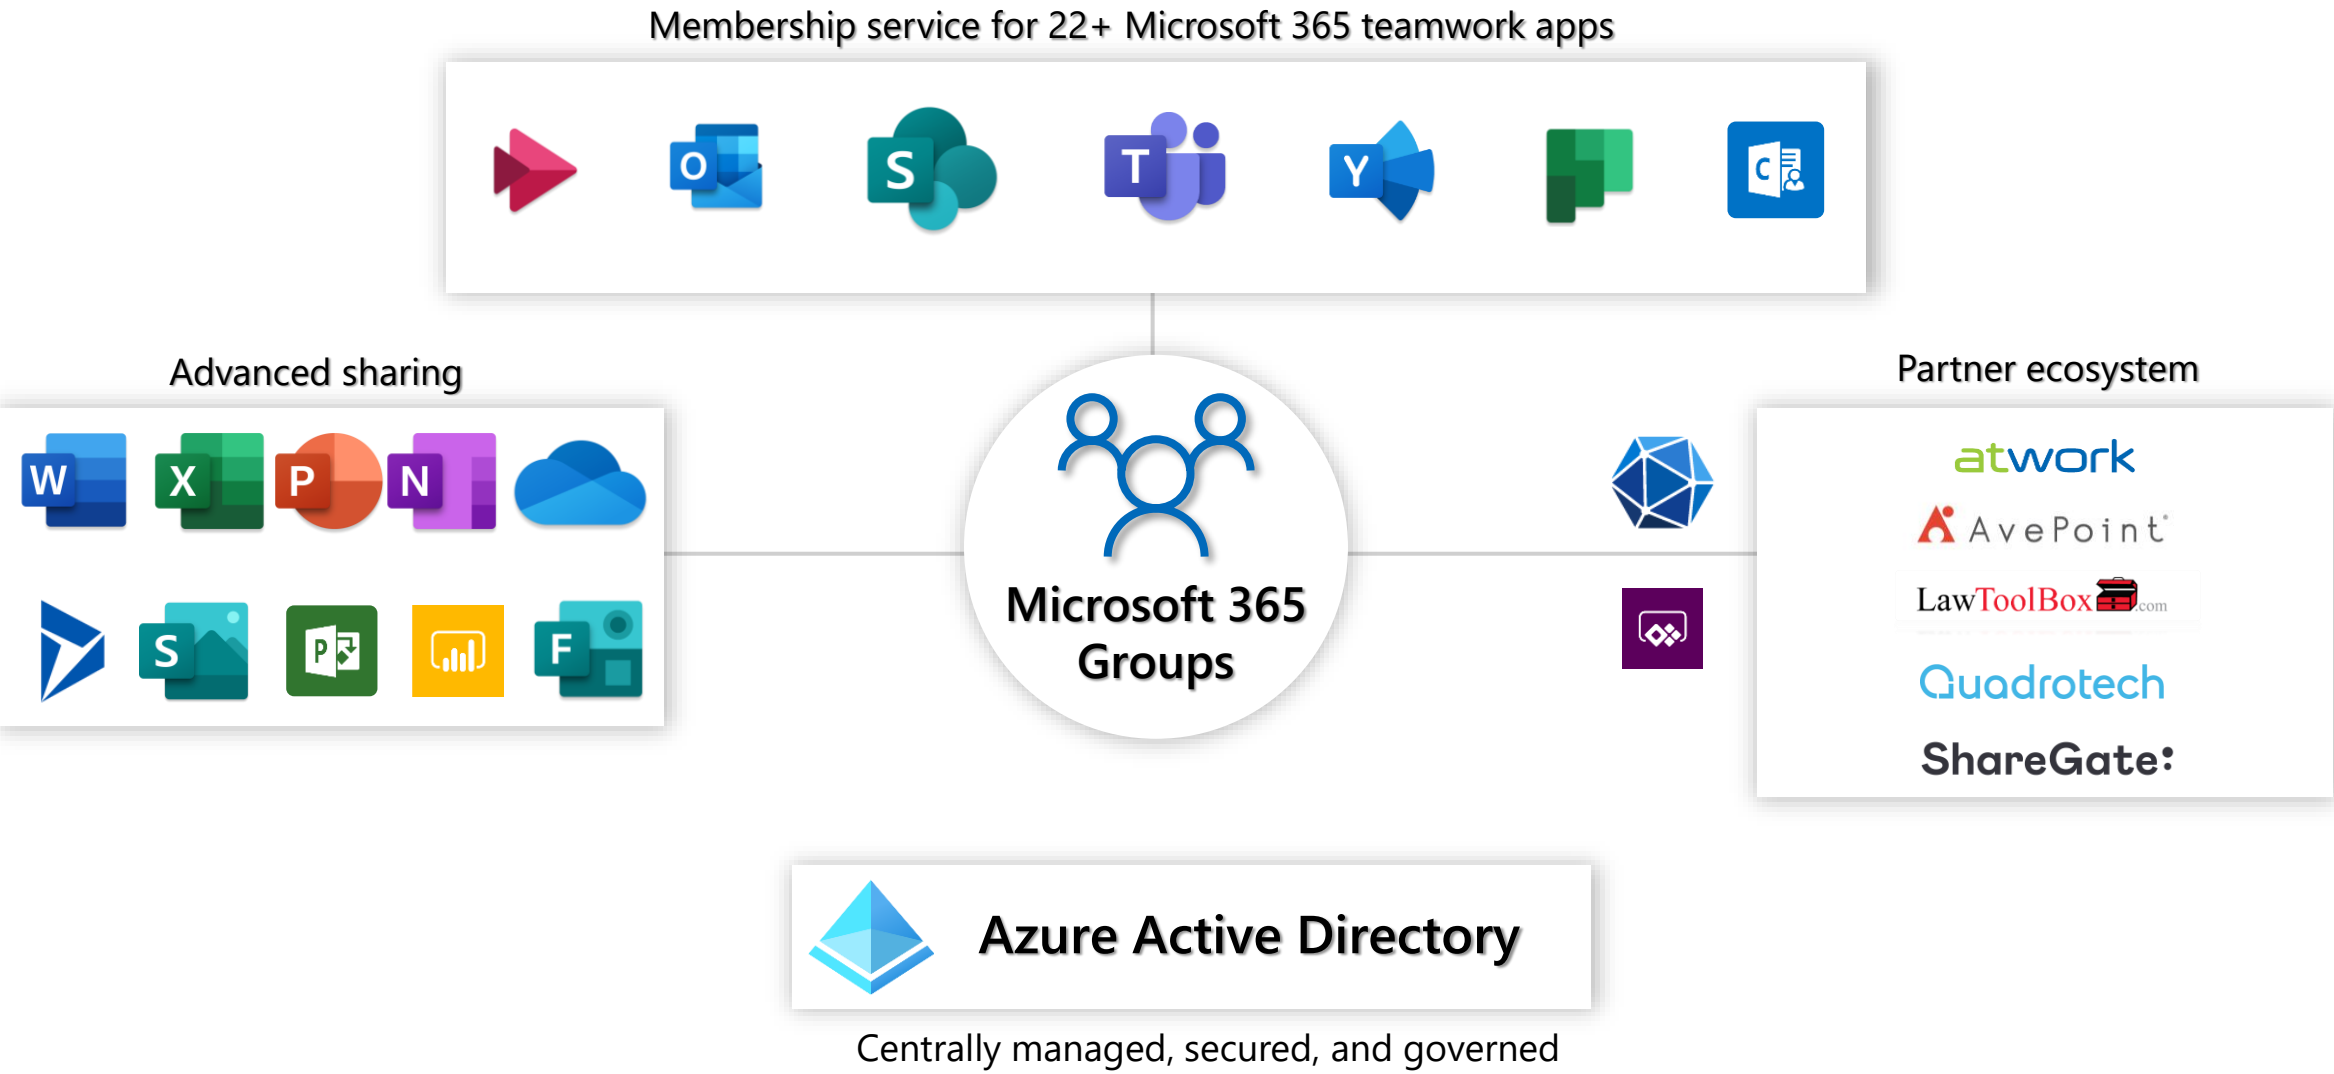 Membership service for 22+ Microsoft 365 teamwork apps
O
S
T
Y
C
Advanced sharing
Partner ecosystem
W
X
P
N
atwork
AvePoint
Microsoft 365
Groups
LawToolBox.com
S
P
F
Quadrotech
ShareGate:
Azure Active Directory
Centrally managed, secured, and governed